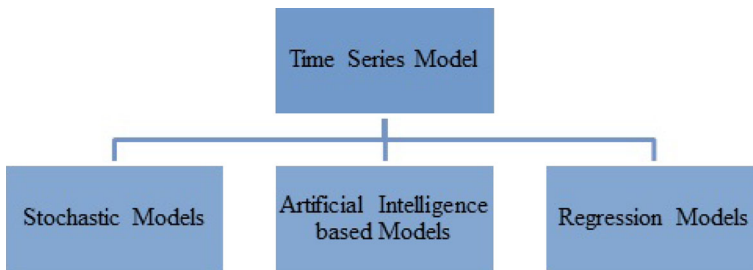 Time Series Model
Stochastic Models
Artificial Intelligence
based Models
Regression Models